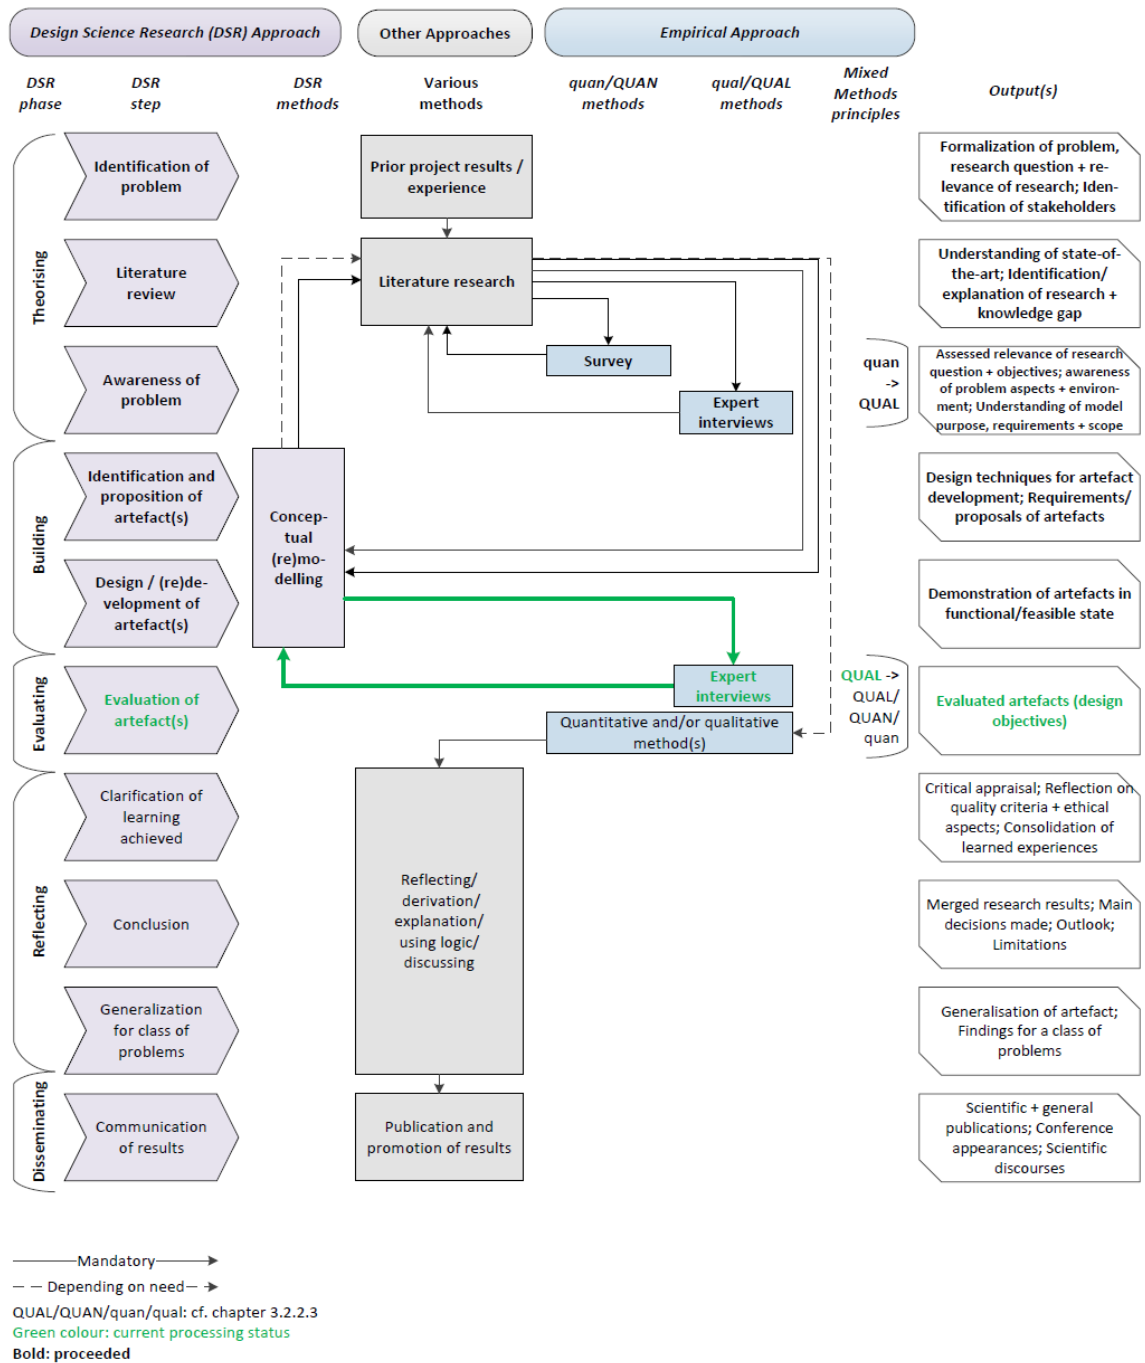 Design Science Research (DSR) Approach
Other Approaches
Empirical Approach
DSR
phase
DSR
step
DSR
methods
Various
methods
quan/QUAN
methods
qual/QUAL
methods
Mixed
Methods
principles
Output(s)
Theorising
Identification of
problem
Prior project results /
experience
Formalization of problem,
research question + re-
levance of research; Iden-
tification of stakeholders
Literature
review
Literature research
Understanding of state-of-
the-art; Identification/
explanation of research +
knowledge gap
Awareness of
problem
Survey
Expert
interviews
quan
->
QUAL
Assessed relevance of research
question + objectives; awareness
of problem aspects + environ-
ment; Understanding of model
purpose, requirements + scope
Building
Identification and
proposition of
artefact(s)
Concep-
tual
(re)mo-
delling
Design techniques for artefact
development; Requirements/
proposals of artefacts
Design / (re)de-
velopment of
artefact(s)
Demonstration of artefacts in
functional/feasible state
Evaluating
Evaluation of
artefact(s)
Expert
interviews
Quantitative and/or qualitative
method(s)
QUAL ->
QUAL/
QUAN/
quan
Evaluated artefacts (design
objectives)
Reflecting
Clarification of
learning
achieved
Reflecting/
derivation/
explanation/
using logic/
discussing
Critical appraisal; Reflection on
quality criteria + ethical
aspects; Consolidation of
learned experiences
Conclusion
Merged research results; Main
decisions made; Outlook;
Limitations
Generalization
for class of
problems
Generalisation of artefact;
Findings for a class of
problems
Disseminating
Communication
of results
Publication and
promotion of results
Scientific + general
publications; Conference
appearances; Scientific
discourses
Mandatory
Depending on need
QUAL/QUAN/quan/qual: cf. chapter 3.2.2.3
Green colour: current processing status
Bold: proceeded